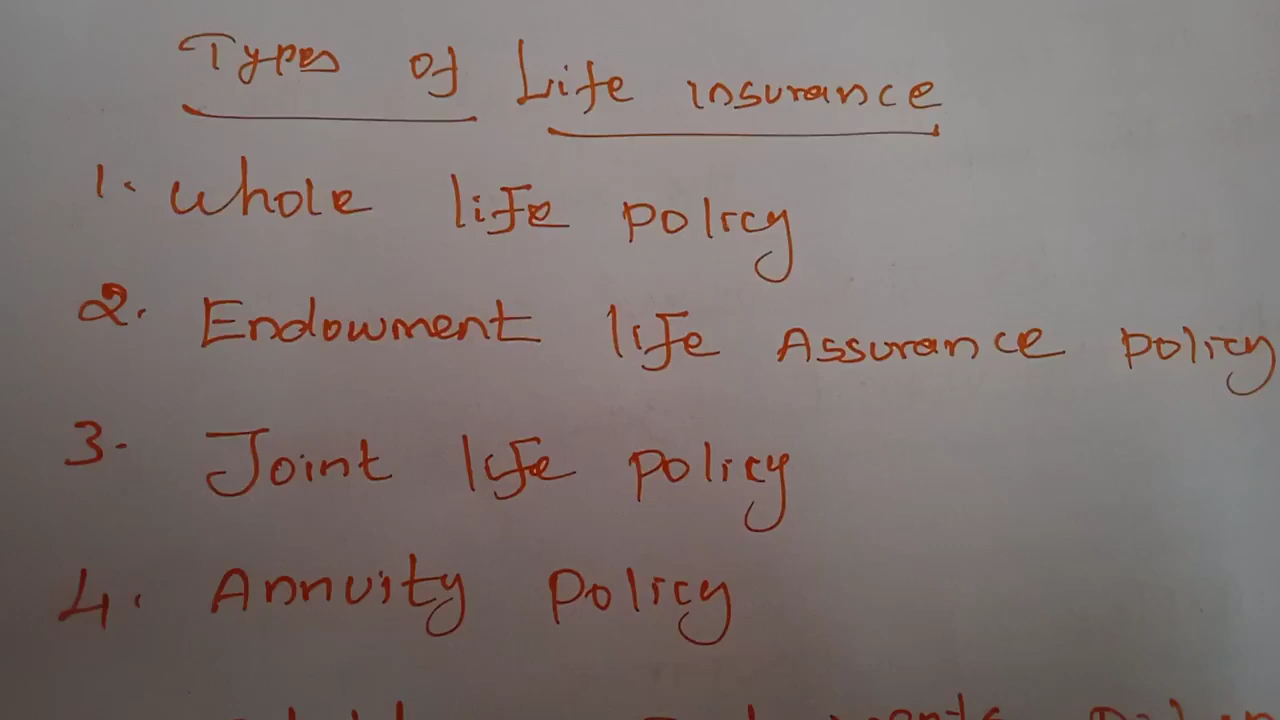 Types of Life insurance
1. Whole life policy
2. Endowment life Assurance policy
3. Joint life policy
4. Annuity policy